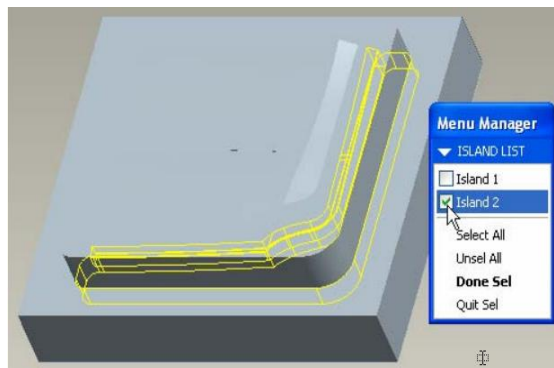 Menu Manager
ISLAND LIST
Island 1
Island 2
Select All
Unsel All
Done Sel
Quit Sel